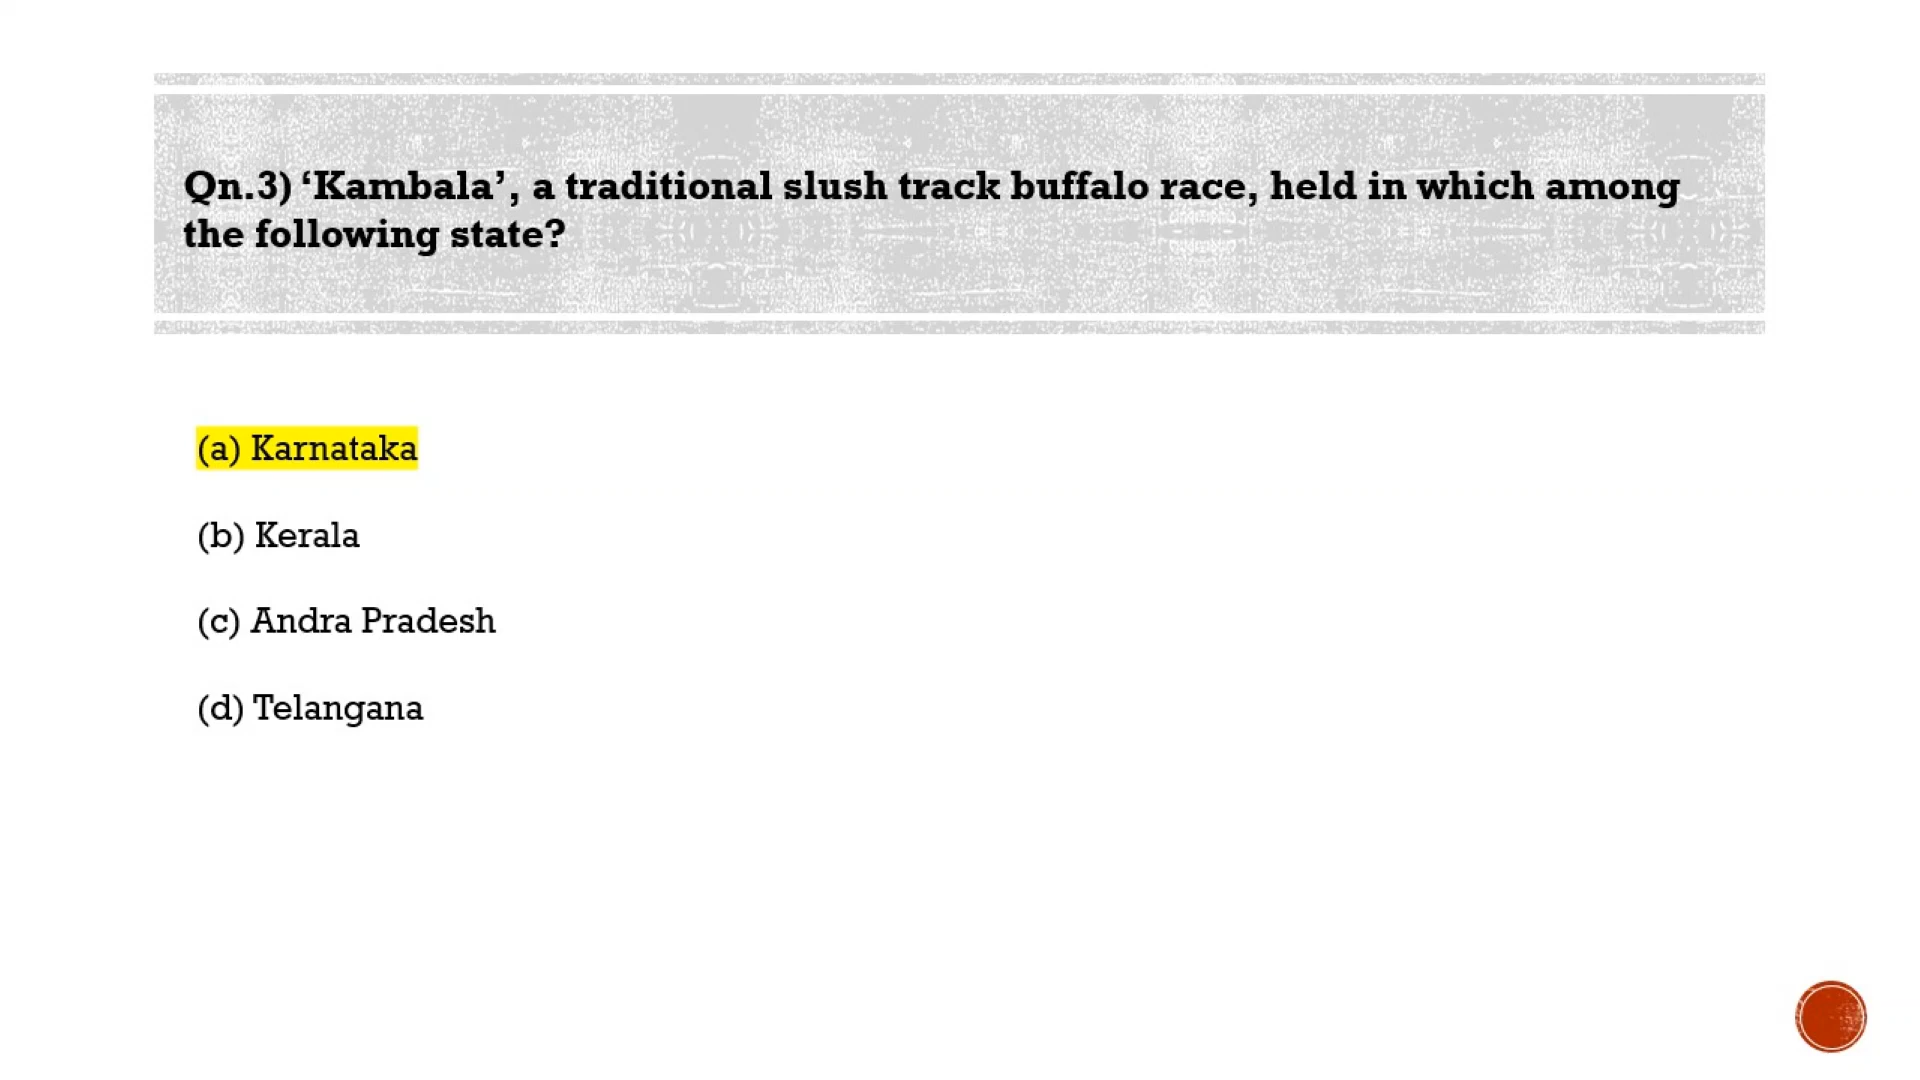 Qn.3) ‘Kambala’, a traditional slush track buffalo race, held in which among
the following state?
(a) Karnataka
(b) Kerala
(c) Andra Pradesh
(d) Telangana